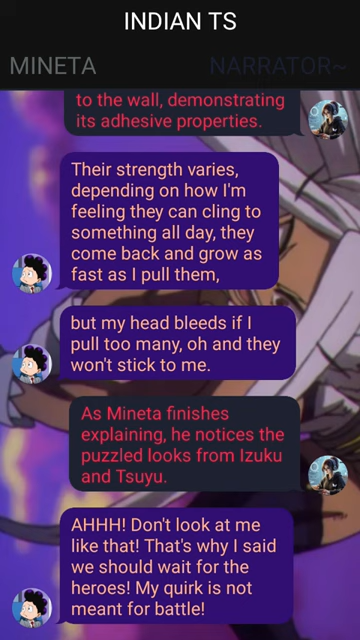 INDIAN TS
MINETA NARRATOR~
to the wall, demonstrating
its adhesive properties.
Their strength varies,
depending on how I'm
feeling they can cling to
something all day, they
come back and grow as
fast as I pull them,
but my head bleeds if I
pull too many, oh and they
won't stick to me.
As Mineta finishes
explaining, he notices the
puzzled looks from Izuku
and Tsuyu.
AHHH! Don't look at me
like that! That's why I said
we should wait for the
heroes! My quirk is not
meant for battle!